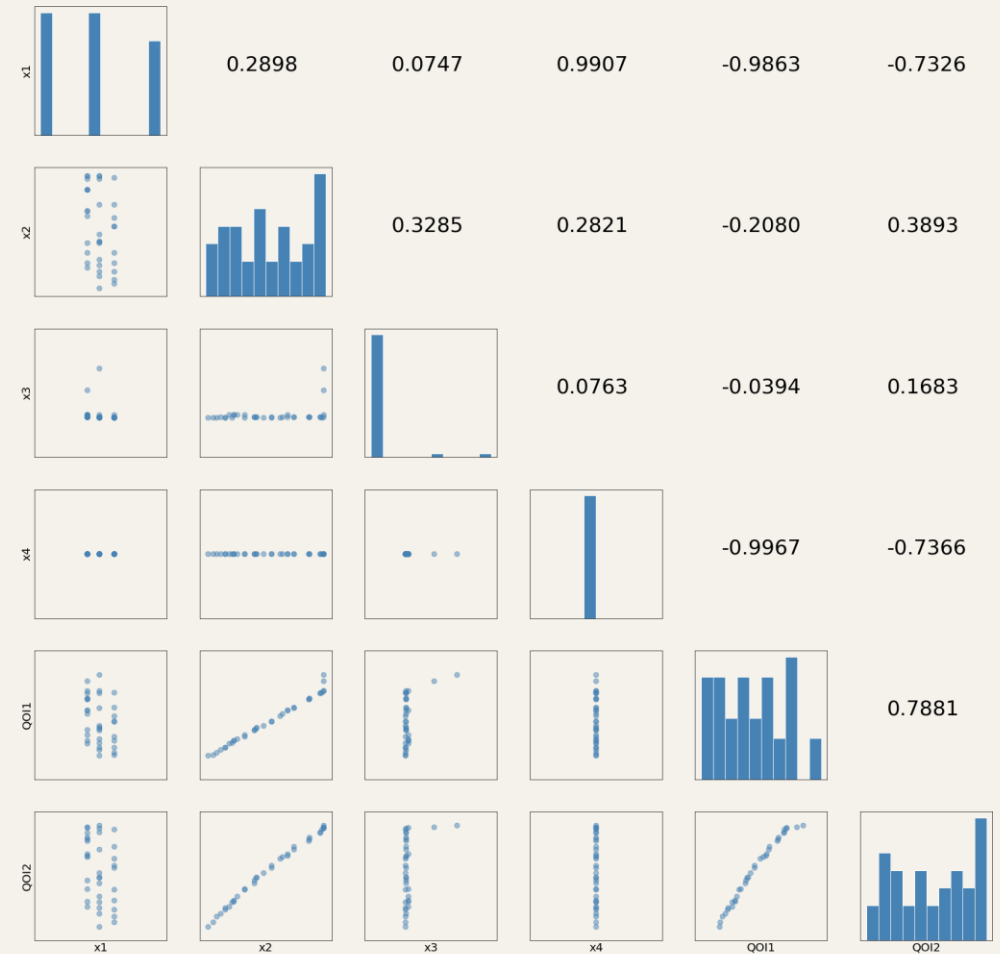 x1
0.2898 0.0747 0.9907 -0.9863 -0.7326
x2
0.3285 0.2821 -0.2080 0.3893
x3
0.0763 -0.0394 0.1683
x4
-0.9967 -0.7366
QOI1
0.7881
QOI2
x1 x2 x3 x4 QOI1 QOI2